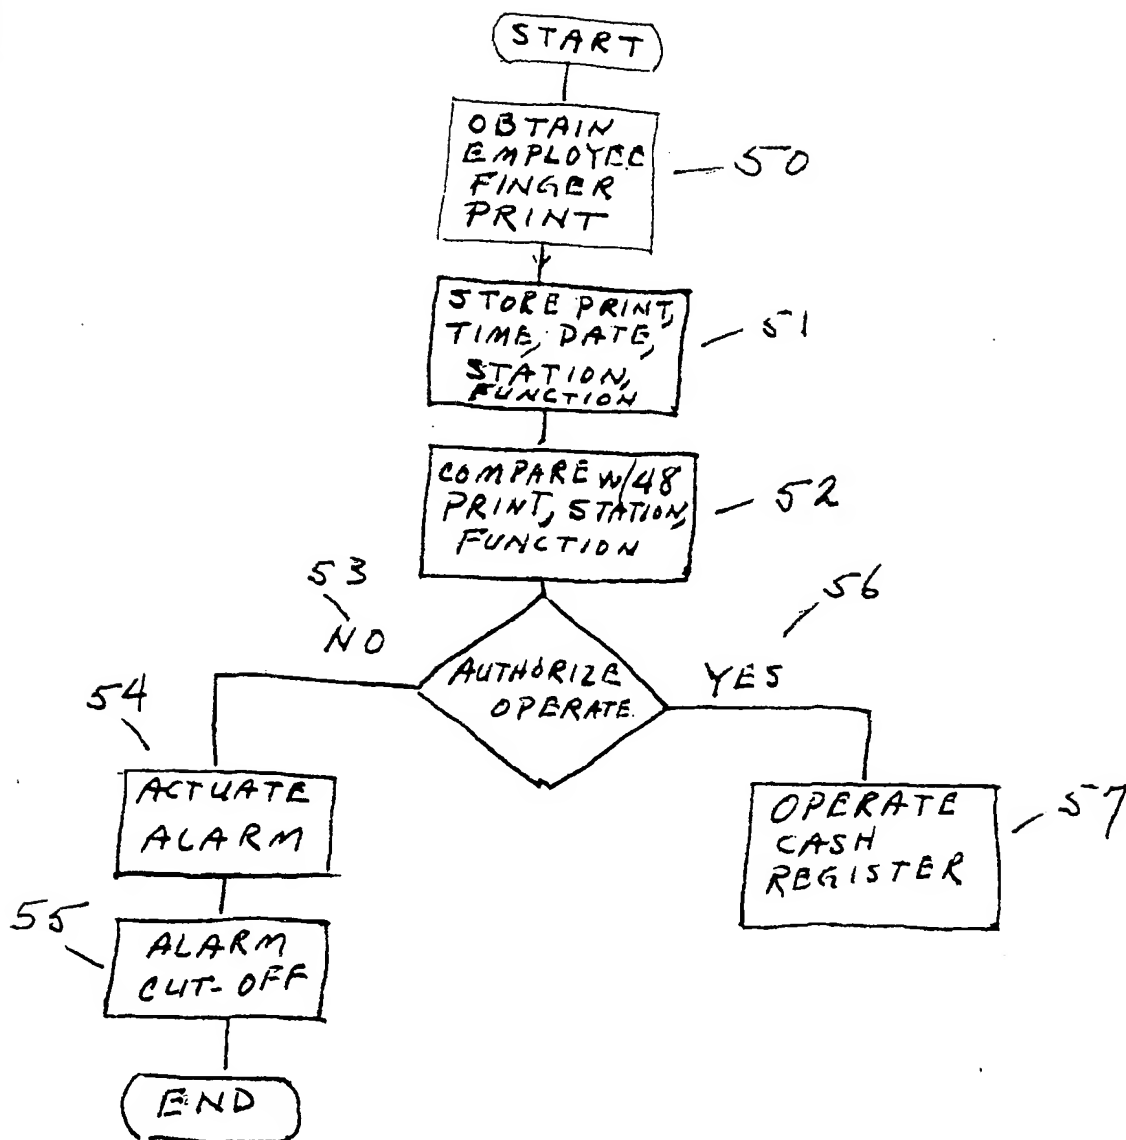 START
OBTAIN
EMPLOYEE
FINGER
PRINT
50
STORE PRINT,
TIME, DATE,
STATION,
FUNCTION
51
COMPARE W/48
PRINT, STATION,
FUNCTION
52
53
NO
AUTHORIZE
OPERATE.
56
YES
54
ACTUATE
ALARM
55
ALARM
CUT-OFF
END
OPERATE
CASH
REGISTER
57